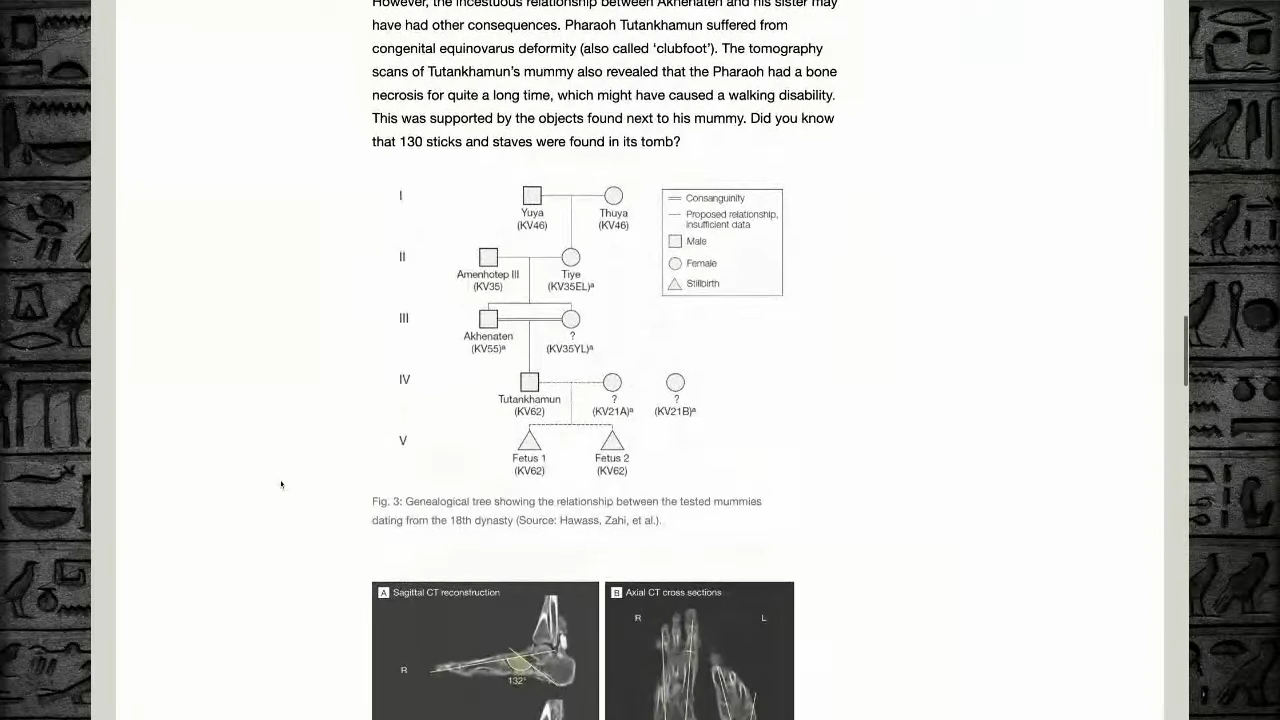 However, the incestuous relationship between Akhenaten and his sister may
have had other consequences. Pharaoh Tutankhamun suffered from
congenital equinovarus deformity (also called ‘clubfoot’). The tomography
scans of Tutankhamun’s mummy also revealed that the Pharaoh had a bone
necrosis for quite a long time, which might have caused a walking disability.
This was supported by the objects found next to his mummy. Did you know
that 130 sticks and staves were found in its tomb?
I
Yuya
(KV46)
Thuya
(KV46)
Consanguinity
Proposed relationship,
insufficient data
Male
Female
Stillbirth
II
Amenhotep III
(KV35)
Tiye
(KV35EL)ª
III
Akhenaten
(KV55)ª
?
(KV35YL)ª
IV
Tutankhamun
(KV62)
?
(KV21A)ª
?
(KV21B)ª
V
Fetus 1
(KV62)
Fetus 2
(KV62)
Fig. 3: Genealogical tree showing the relationship between the tested mummies
dating from the 18th dynasty (Source: Hawass, Zahi, et al.).
A Sagittal CT reconstruction
R
132°
B Axial CT cross sections
R L